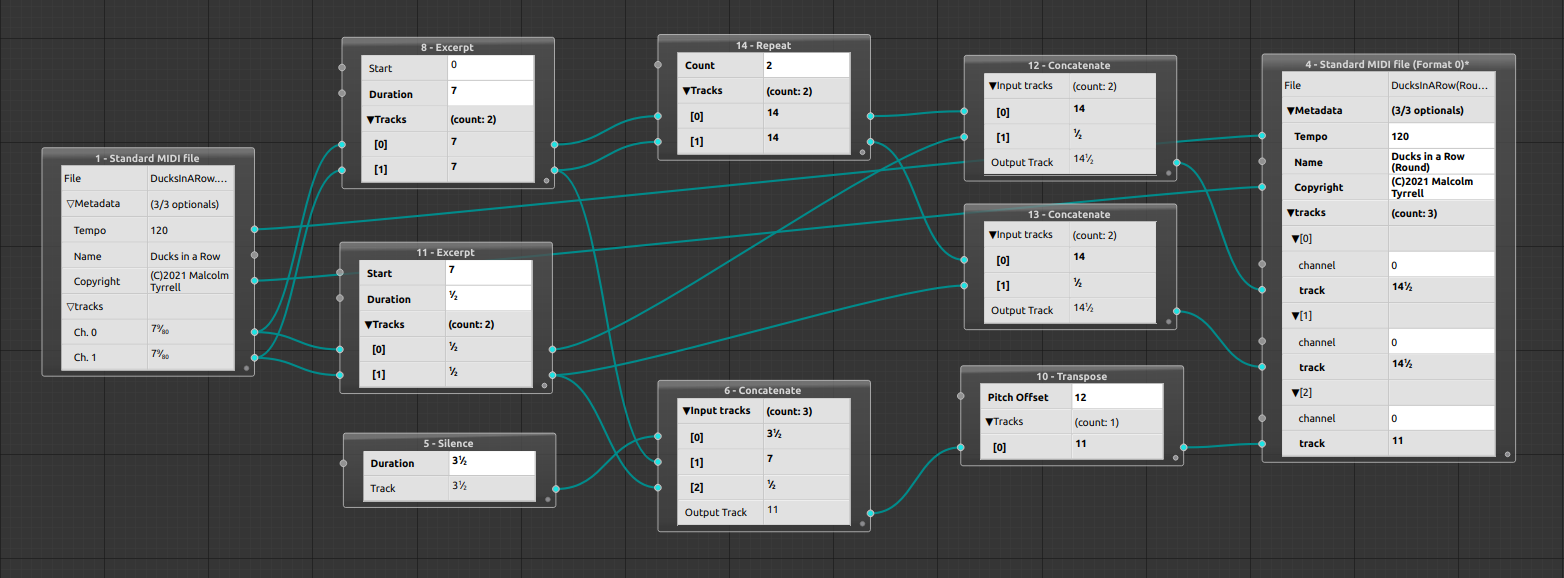 1 - Standard MIDI file
File DucksInARow....
▽Metadata (3/3 optionals)
Tempo 120
Name Ducks in a Row
Copyright (C)2021 Malcolm
Tyrrell
▽tracks
Ch. 0 7⁹⁄₈₀
Ch. 1 7⁹⁄₈₀
8 - Excerpt
Start 0
Duration 7
▼Tracks (count: 2)
[0] 7
[1] 7
11 - Excerpt
Start 7
Duration ½
▼Tracks (count: 2)
[0] ½
[1] ½
5 - Silence
Duration 3½
Track 3½
14 - Repeat
Count 2
▼Tracks (count: 2)
[0] 14
[1] 14
6 - Concatenate
▼Input tracks (count: 3)
[0] 3½
[1] 7
[2] ½
Output Track 11
12 - Concatenate
▼Input tracks (count: 2)
[0] 14
[1] ½
Output Track 14½
13 - Concatenate
▼Input tracks (count: 2)
[0] 14
[1] ½
Output Track 14½
10 - Transpose
Pitch Offset 12
▼Tracks (count: 1)
[0] 11
4 - Standard MIDI file (Format 0)*
File DucksInARow(Rou...
▼Metadata (3/3 optionals)
Tempo 120
Name Ducks in a Row
(Round)
Copyright (C)2021 Malcolm
Tyrrell
▼tracks (count: 3)
▼[0]
channel 0
track 14½
▼[1]
channel 0
track 14½
▼[2]
channel 0
track 11